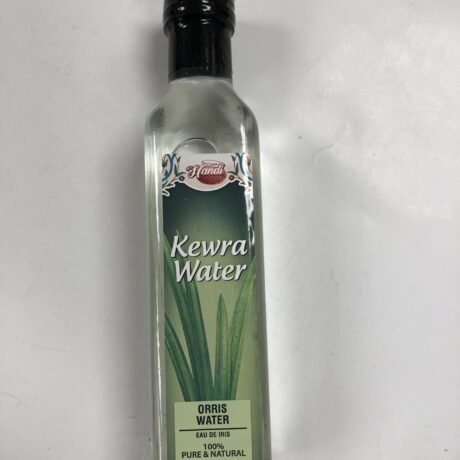 Handi
Kewra
Water
ORRIS
WATER
EAU DE IRIS
100%
PURE & NATURAL